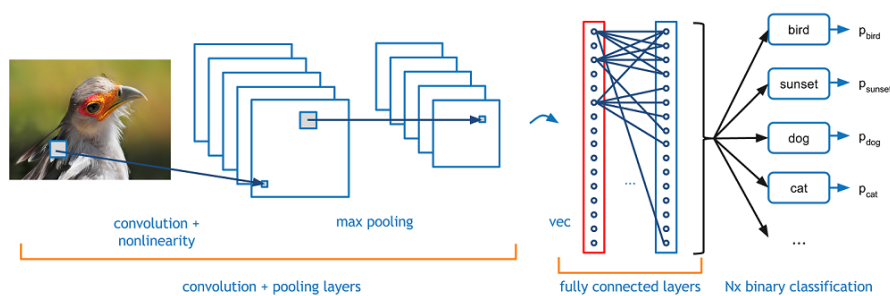 bird
p_bird
sunset
p_sunset
dog
p_dog
cat
p_cat
...
...
convolution +
nonlinearity
max pooling
vec
convolution + pooling layers
fully connected layers
Nx binary classification